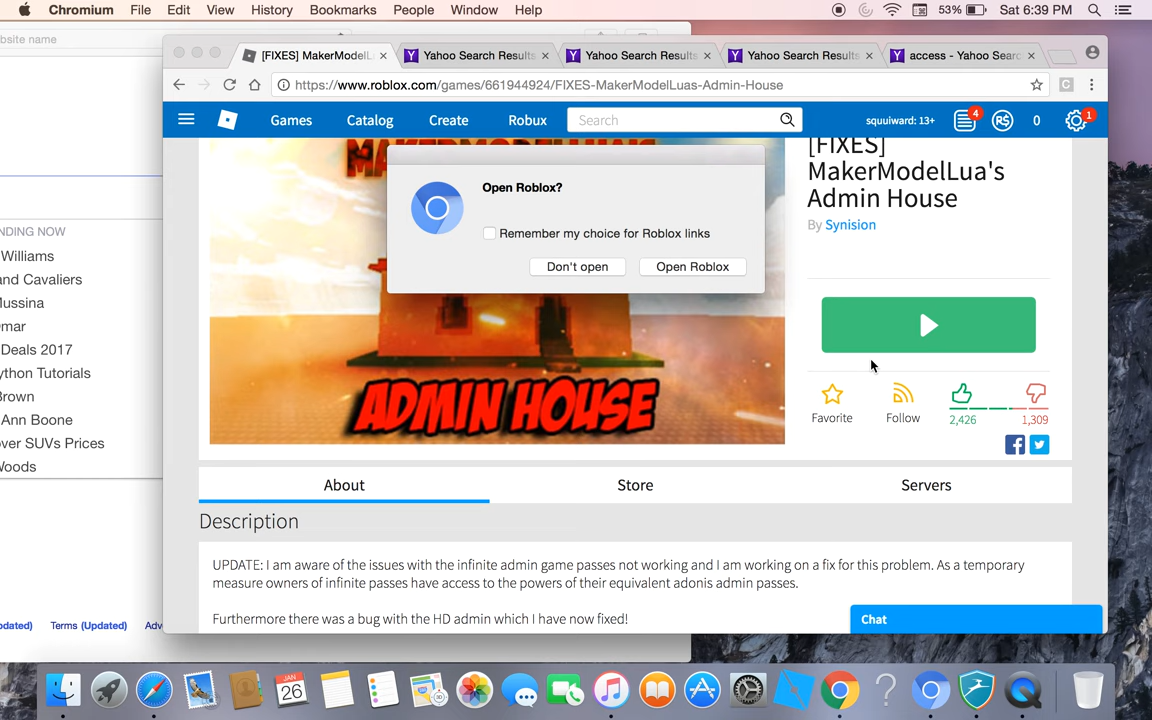 Chromium File Edit View History Bookmarks People Window Help 53% Sat 6:39 PM
bsite name
[FIXES] MakerModelL Yahoo Search Results Yahoo Search Results Yahoo Search Results access - Yahoo Searc
https://www.roblox.com/games/661944924/FIXES-MakerModelLuas-Admin-House
Games Catalog Create Robux Search squuiward: 13+ 4 R$ 0 1
[FIXES]
MakerModelLua's
Admin House
By Synision
Open Roblox?
Remember my choice for Roblox links
Don't open Open Roblox
ADMIN HOUSE
Favorite Follow 2,426 1,309
About Store Servers
Description
UPDATE: I am aware of the issues with the infinite admin game passes not working and I am working on a fix for this problem. As a temporary
measure owners of infinite passes have access to the powers of their equivalent adonis admin passes.
Furthermore there was a bug with the HD admin which I have now fixed!
Chat
NDING NOW
Williams
and Cavaliers
Mussina
Omar
Deals 2017
ython Tutorials
Brown
Ann Boone
over SUVs Prices
Woods
pdated) Terms (Updated) Adv
JAN
26